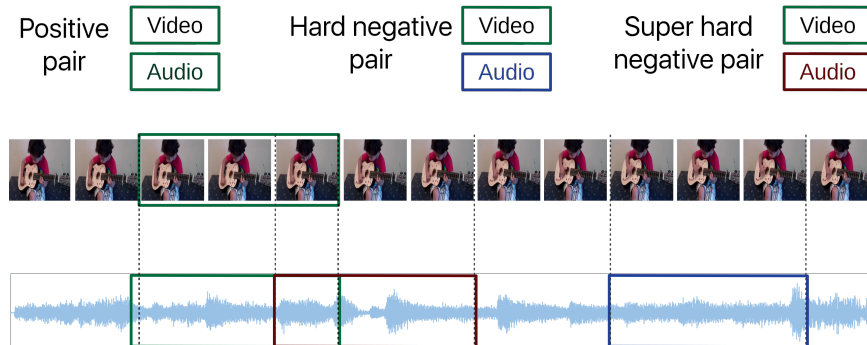 Positive
pair
Video
Audio
Hard negative
pair
Video
Audio
Super hard
negative pair
Video
Audio